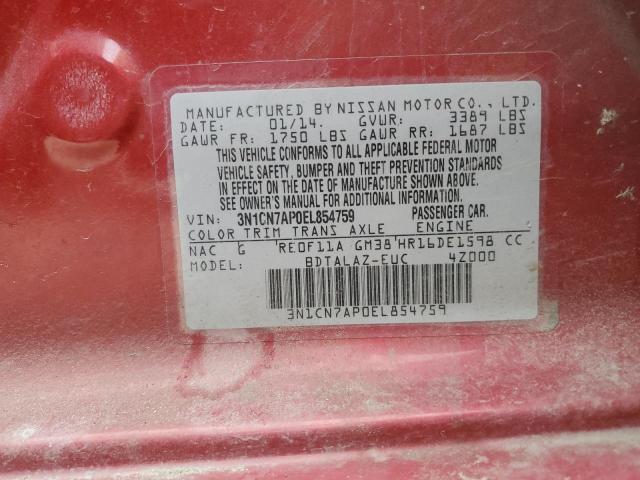 MANUFACTURED BY NISSAN MOTOR CO., LTD.
DATE: 01/14. GVWR: 3389 LBS
GAWR FR: 1750 LBS GAWR RR: 1687 LBS
THIS VEHICLE CONFORMS TO ALL APPLICABLE FEDERAL MOTOR
VEHICLE SAFETY, BUMPER AND THEFT PREVENTION STANDARDS
IN EFFECT ON THE DATE OF MANUFACTURE SHOWN ABOVE.
SEE OWNER'S MANUAL FOR ADDITIONAL INFORMATION.
VIN: 3N1CN7AP0EL854759 PASSENGER CAR.
COLOR TRIM TRANS AXLE ENGINE
NAC G RE0F11A GM38 HR16DE1598 CC
MODEL: BDTALAZ-EUC 4Z000
3N1CN7AP0EL854759